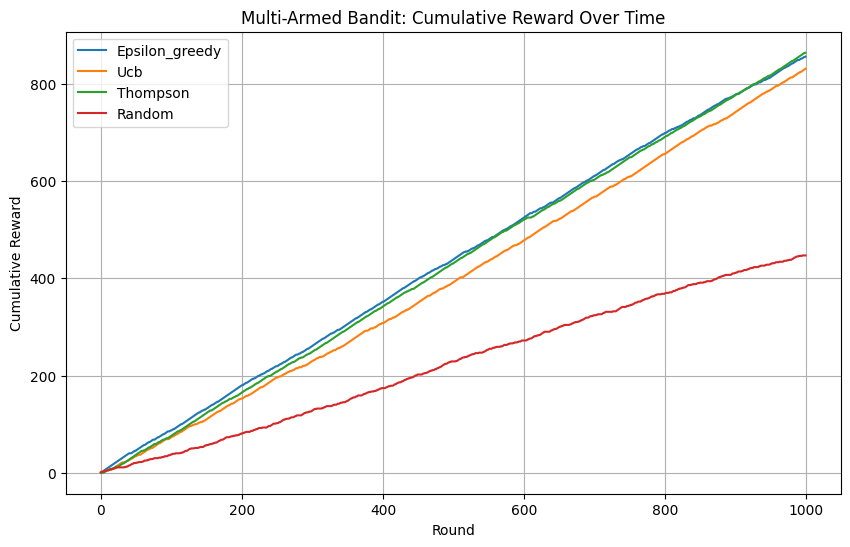 Multi-Armed Bandit: Cumulative Reward Over Time
Epsilon_greedy
Ucb
Thompson
Random
Cumulative Reward
800
600
400
200
0
0 200 400 600 800 1000
Round